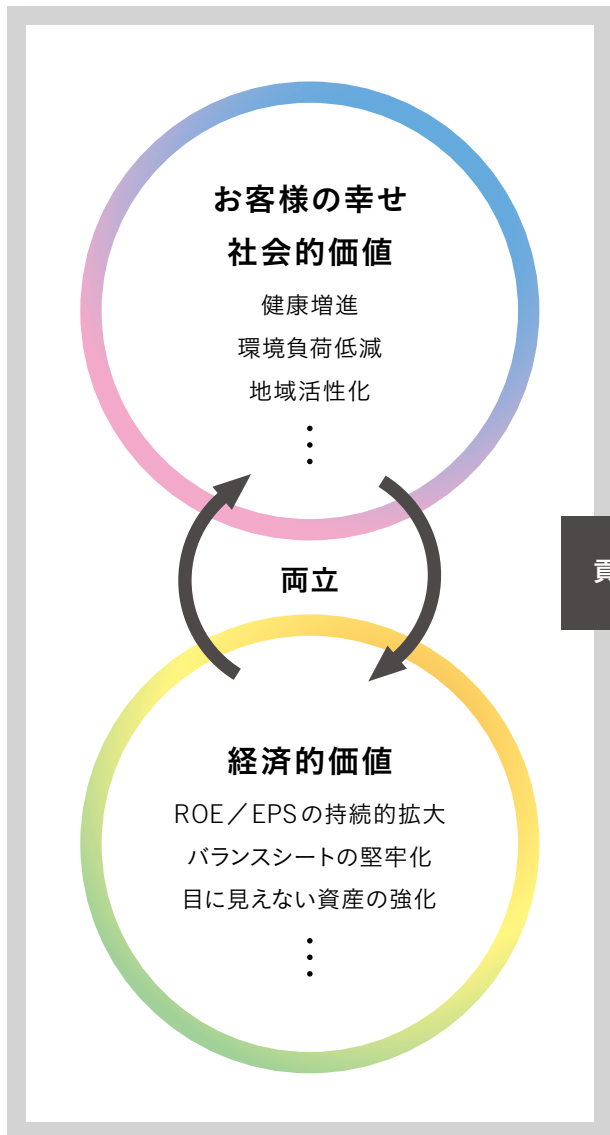 お客様の幸せ
社会的価値
健康増進
環境負荷低減
地域活性化
⋮
両立
貢
経済的価値
ROE／EPSの持続的拡大
バランスシートの堅牢化
目に見えない資産の強化
⋮